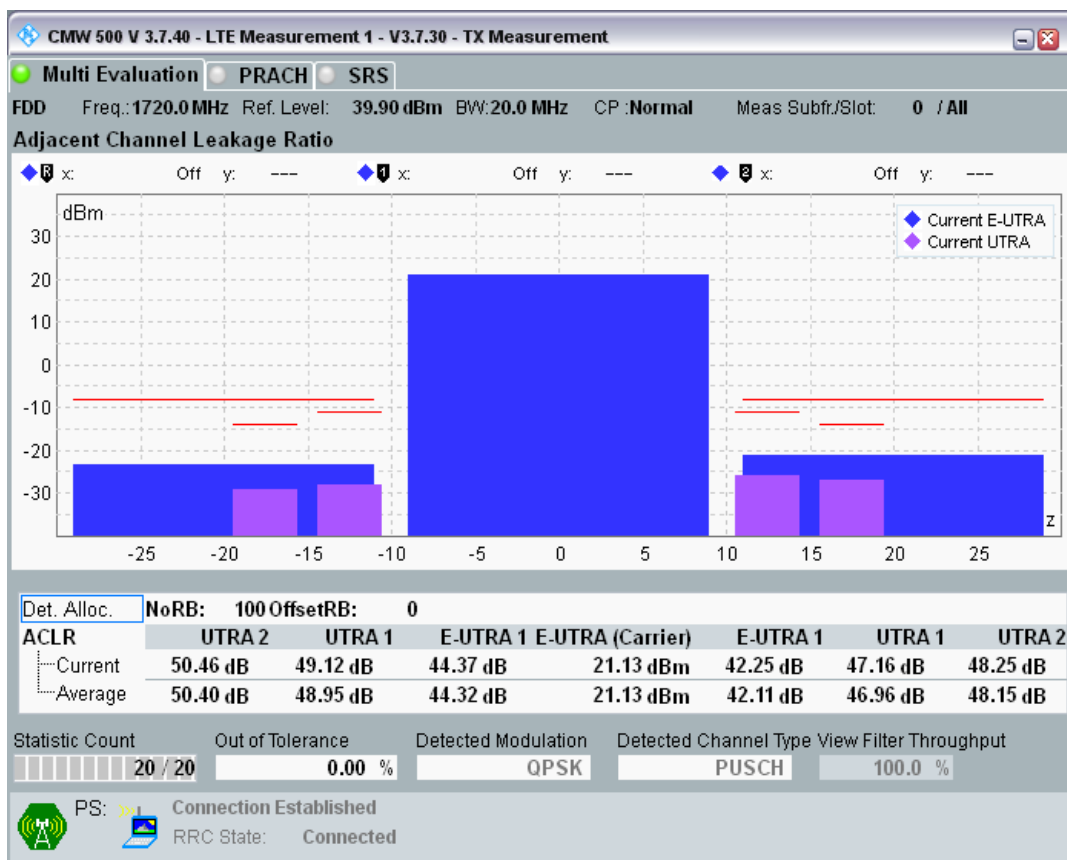 CMW 500 V 3.7.40 - LTE Measurement 1 - V3.7.30 - TX Measurement
Multi Evaluation PRACH SRS
FDD Freq.: 1720.0 MHz Ref. Level: 39.90 dBm BW: 20.0 MHz CP : Normal Meas Subfr./Slot: 0 / All
Adjacent Channel Leakage Ratio
R x: Off y: --- 1 x: Off y: --- 2 x: Off y: ---
dBm
Current E-UTRA
Current UTRA
30
20
10
0
-10
-20
-30
z
-25 -20 -15 -10 -5 0 5 10 15 20 25
Det. Alloc. NoRB: 100 OffsetRB: 0
ACLR UTRA 2 UTRA 1 E-UTRA 1 E-UTRA (Carrier) E-UTRA 1 UTRA 1 UTRA 2
Current 50.46 dB 49.12 dB 44.37 dB 21.13 dBm 42.25 dB 47.16 dB 48.25 dB
Average 50.40 dB 48.95 dB 44.32 dB 21.13 dBm 42.11 dB 46.96 dB 48.15 dB
Statistic Count Out of Tolerance Detected Modulation Detected Channel Type View Filter Throughput
20 / 20 0.00 % QPSK PUSCH 100.0 %
PS: Connection Established
RRC State: Connected